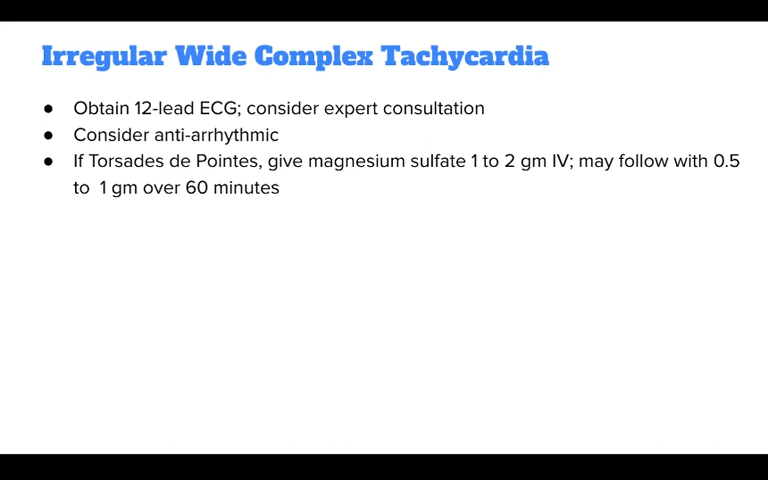 Irregular Wide Complex Tachycardia
● Obtain 12-lead ECG; consider expert consultation
● Consider anti-arrhythmic
● If Torsades de Pointes, give magnesium sulfate 1 to 2 gm IV; may follow with 0.5
to 1 gm over 60 minutes